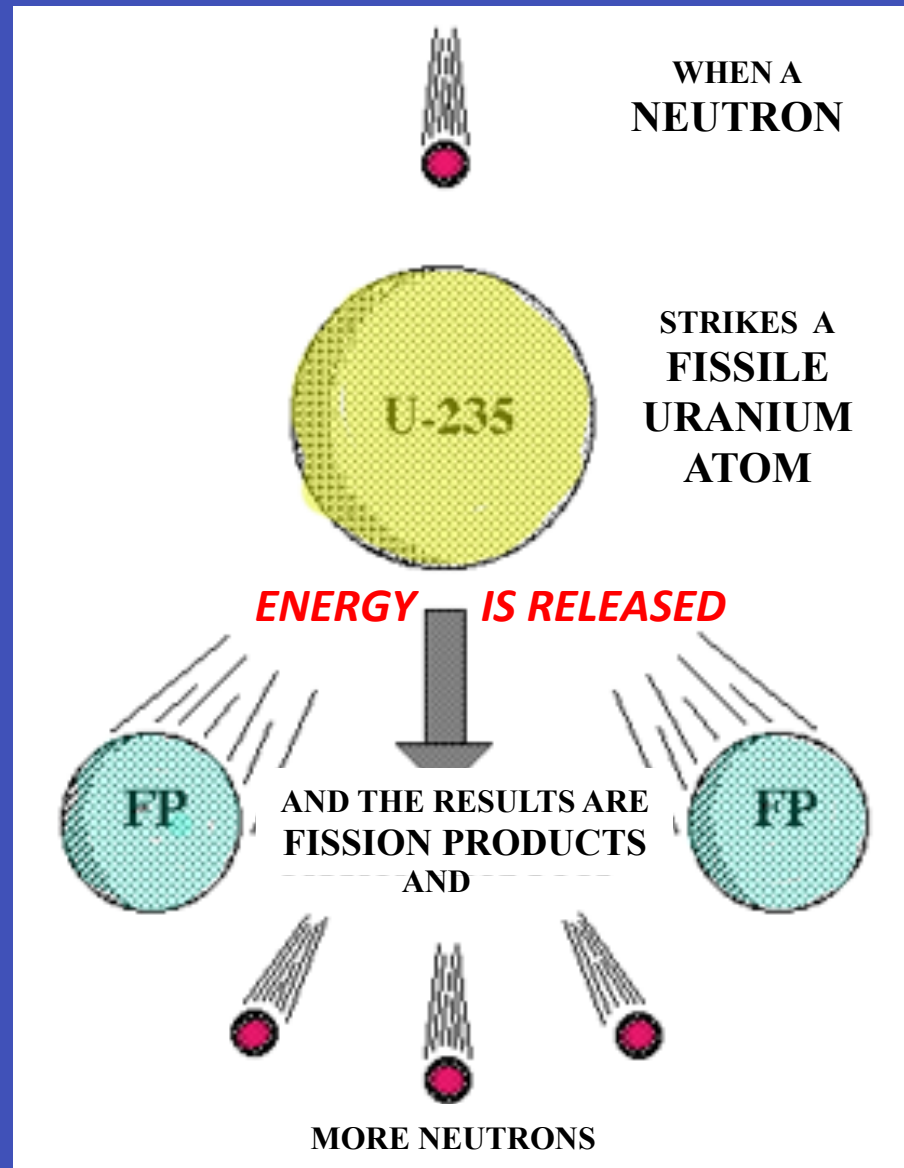 WHEN A
NEUTRON
U-235
STRIKES A
FISSILE
URANIUM
ATOM
ENERGY IS RELEASED
FP
AND THE RESULTS ARE
FISSION PRODUCTS
AND
FP
MORE NEUTRONS